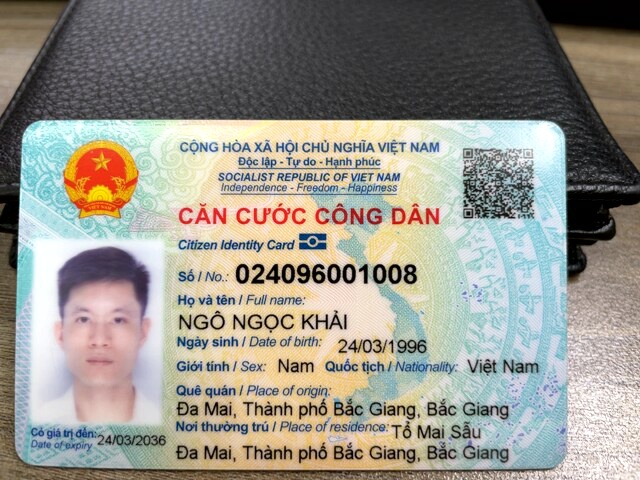 CỘNG HÒA XÃ HỘI CHỦ NGHĨA VIỆT NAM
Độc lập - Tự do - Hạnh phúc
SOCIALIST REPUBLIC OF VIET NAM
Independence - Freedom - Happiness
CĂN CƯỚC CÔNG DÂN
Citizen Identity Card
Số / No.: 024096001008
Họ và tên / Full name:
NGÔ NGỌC KHẢI
Ngày sinh / Date of birth: 24/03/1996
Giới tính / Sex: Nam Quốc tịch / Nationality: Việt Nam
Quê quán / Place of origin:
Đa Mai, Thành phố Bắc Giang, Bắc Giang
Nơi thường trú / Place of residence: Tổ Mai Sẫu
Đa Mai, Thành phố Bắc Giang, Bắc Giang
Có giá trị đến: 24/03/2036
Date of expiry